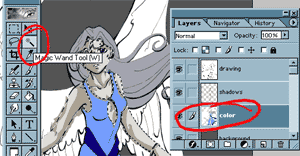 Magic Wand Tool (W)
Layers
Navigator
History
Normal
Opacity: 100%
Lock:
drawing
shadows
color
background